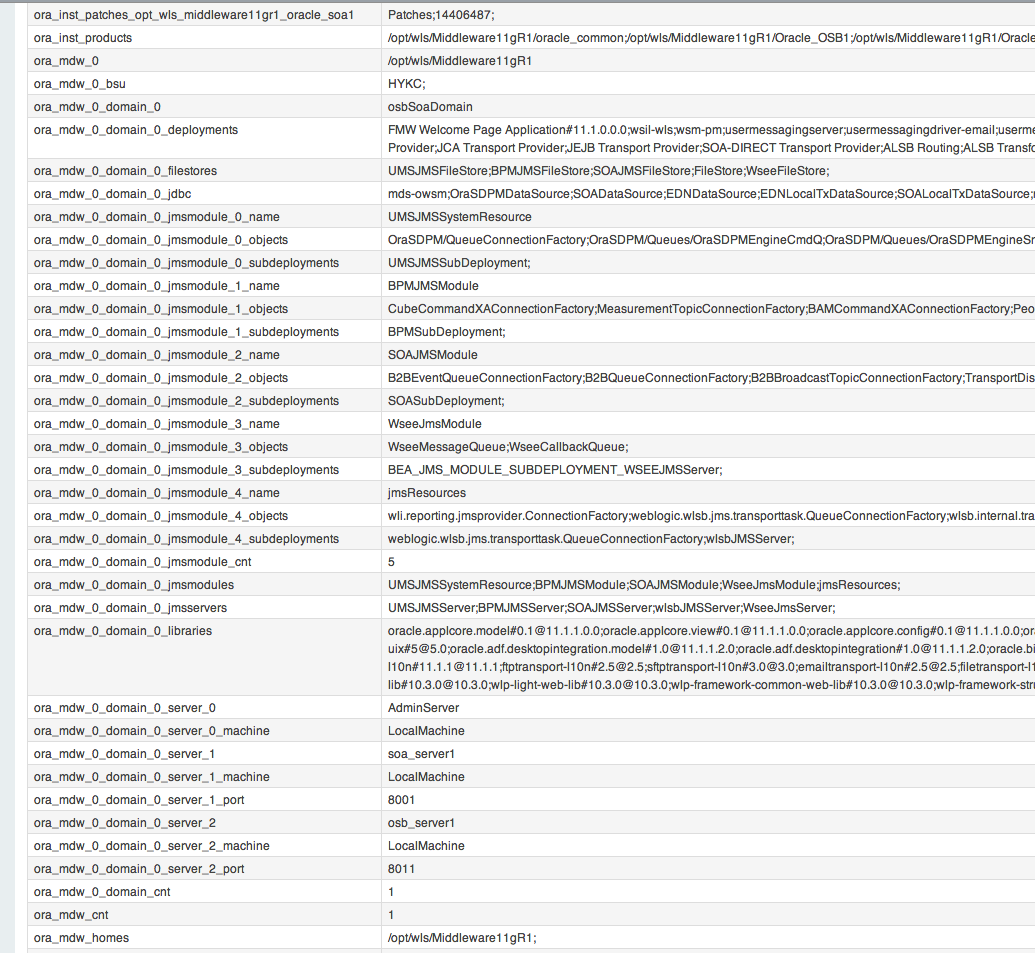 ora_inst_patches_opt_wls_middleware11gr1_oracle_soa1 Patches;14406487;
ora_inst_products /opt/wls/Middleware11gR1/oracle_common;/opt/wls/Middleware11gR1/Oracle_OSB1;/opt/wls/Middleware11gR1/Oracle
ora_mdw_0 /opt/wls/Middleware11gR1
ora_mdw_0_bsu HYKC;
ora_mdw_0_domain_0 osbSoaDomain
ora_mdw_0_domain_0_deployments FMW Welcome Page Application#11.1.0.0.0;wsil-wls;wsm-pm;usermessagingserver;usermessagingdriver-email;userme
Provider;JCA Transport Provider;JEJB Transport Provider;SOA-DIRECT Transport Provider;ALSB Routing;ALSB Transfo
ora_mdw_0_domain_0_filestores UMSJMSFileStore;BPMJMSFileStore;SOAJMSFileStore;FileStore;WseeFileStore;
ora_mdw_0_domain_0_jdbc mds-owsm;OraSDPMDataSource;SOADataSource;EDNDataSource;EDNLocalTxDataSource;SOALocalTxDataSource;
ora_mdw_0_domain_0_jmsmodule_0_name UMSJMSSystemResource
ora_mdw_0_domain_0_jmsmodule_0_objects OraSDPM/QueueConnectionFactory;OraSDPM/Queues/OraSDPMEngineCmdQ;OraSDPM/Queues/OraSDPMEngineSn
ora_mdw_0_domain_0_jmsmodule_0_subdeployments UMSJMSSubDeployment;
ora_mdw_0_domain_0_jmsmodule_1_name BPMJMSModule
ora_mdw_0_domain_0_jmsmodule_1_objects CubeCommandXAConnectionFactory;MeasurementTopicConnectionFactory;BAMCommandXAConnectionFactory;Peo
ora_mdw_0_domain_0_jmsmodule_1_subdeployments BPMSubDeployment;
ora_mdw_0_domain_0_jmsmodule_2_name SOAJMSModule
ora_mdw_0_domain_0_jmsmodule_2_objects B2BEventQueueConnectionFactory;B2BQueueConnectionFactory;B2BBroadcastTopicConnectionFactory;TransportDis
ora_mdw_0_domain_0_jmsmodule_2_subdeployments SOASubDeployment;
ora_mdw_0_domain_0_jmsmodule_3_name WseeJmsModule
ora_mdw_0_domain_0_jmsmodule_3_objects WseeMessageQueue;WseeCallbackQueue;
ora_mdw_0_domain_0_jmsmodule_3_subdeployments BEA_JMS_MODULE_SUBDEPLOYMENT_WSEEJMSServer;
ora_mdw_0_domain_0_jmsmodule_4_name jmsResources
ora_mdw_0_domain_0_jmsmodule_4_objects wli.reporting.jmsprovider.ConnectionFactory;weblogic.wlsb.jms.transporttask.QueueConnectionFactory;wlsb.internal.tra
ora_mdw_0_domain_0_jmsmodule_4_subdeployments weblogic.wlsb.jms.transporttask.QueueConnectionFactory;wlsbJMSServer;
ora_mdw_0_domain_0_jmsmodule_cnt 5
ora_mdw_0_domain_0_jmsmodules UMSJMSSystemResource;BPMJMSModule;SOAJMSModule;WseeJmsModule;jmsResources;
ora_mdw_0_domain_0_jmsservers UMSJMSServer;BPMJMSServer;SOAJMSServer;wlsbJMSServer;WseeJmsServer;
ora_mdw_0_domain_0_libraries oracle.applcore.model#0.1@11.1.1.0.0;oracle.applcore.view#0.1@11.1.1.0.0;oracle.applcore.config#0.1@11.1.1.0.0;or
uix#5@5.0;oracle.adf.desktopintegration.model#1.0@11.1.1.2.0;oracle.adf.desktopintegration#1.0@11.1.1.2.0;oracle.bi
l10n#11.1.1@11.1.1;ftptransport-l10n#2.5@2.5;sftptransport-l10n#3.0@3.0;emailtransport-l10n#2.5@2.5;filetransport-l1
lib#10.3.0@10.3.0;wlp-light-web-lib#10.3.0@10.3.0;wlp-framework-common-web-lib#10.3.0@10.3.0;wlp-framework-stru
ora_mdw_0_domain_0_server_0 AdminServer
ora_mdw_0_domain_0_server_0_machine LocalMachine
ora_mdw_0_domain_0_server_1 soa_server1
ora_mdw_0_domain_0_server_1_machine LocalMachine
ora_mdw_0_domain_0_server_1_port 8001
ora_mdw_0_domain_0_server_2 osb_server1
ora_mdw_0_domain_0_server_2_machine LocalMachine
ora_mdw_0_domain_0_server_2_port 8011
ora_mdw_0_domain_cnt 1
ora_mdw_cnt 1
ora_mdw_homes /opt/wls/Middleware11gR1;